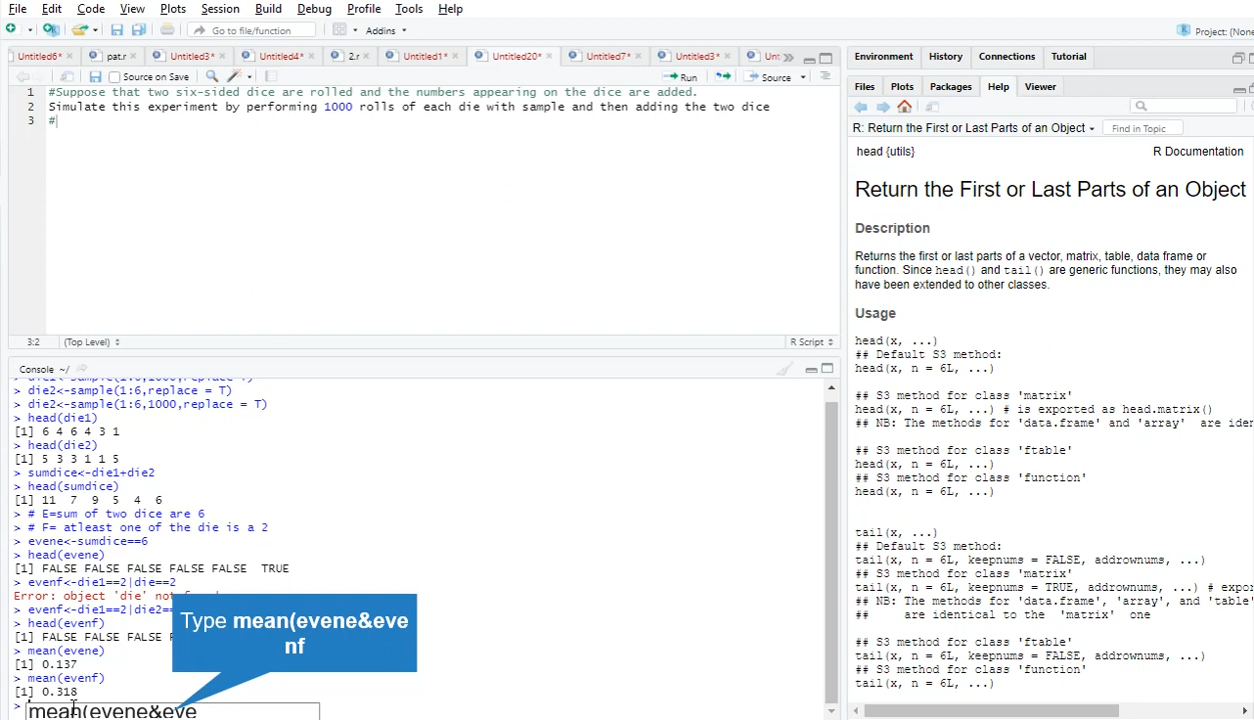 File Edit Code View Plots Session Build Debug Profile Tools Help
Go to file/function
Addins
Project: (None
Untitled6* pat.r Untitled3* Untitled4* 2.r Untitled1* Untitled20* Untitled7* Untitled3* Unt
Source on Save
Run
Source
1 #Suppose that two six-sided dice are rolled and the numbers appearing on the dice are added.
2 Simulate this experiment by performing 1000 rolls of each die with sample and then adding the two dice
3 #
3:2 (Top Level)
R Script
Console ~/
> die2<-sample(1:6,replace = T)
> die2<-sample(1:6,1000,replace = T)
> head(die1)
[1] 6 4 6 4 3 1
> head(die2)
[1] 5 3 3 1 1 5
> sumdice<-die1+die2
> head(sumdice)
[1] 11 7 9 5 4 6
> # E=sum of two dice are 6
> # F= atleast one of the die is a 2
> evene<-sumdice==6
> head(evene)
[1] FALSE FALSE FALSE FALSE FALSE TRUE
> evenf<-die1==2|die==2
Error: object 'die' not
> evenf<-die1==2|die2==
> head(evenf)
[1] FALSE FALSE FALSE
> mean(evene)
[1] 0.137
> mean(evenf)
[1] 0.318
>
mean(evene&eve
Type mean(evene&eve
nf
Environment History Connections Tutorial
Files Plots Packages Help Viewer
R: Return the First or Last Parts of an Object
Find in Topic
head {utils}
R Documentation
Return the First or Last Parts of an Object
Description
Returns the first or last parts of a vector, matrix, table, data frame or
function. Since head() and tail() are generic functions, they may also
have been extended to other classes.
Usage
head(x, ...)
## Default S3 method:
head(x, n = 6L, ...)
## S3 method for class 'matrix'
head(x, n = 6L, ...) # is exported as head.matrix()
## NB: The methods for 'data.frame' and 'array' are iden
## S3 method for class 'ftable'
head(x, n = 6L, ...)
## S3 method for class 'function'
head(x, n = 6L, ...)
tail(x, ...)
## Default S3 method:
tail(x, n = 6L, keepnums = FALSE, addrownums, ...)
## S3 method for class 'matrix'
tail(x, n = 6L, keepnums = TRUE, addrownums, ...) # expor
## NB: The methods for 'data.frame', 'array', and 'table'
## are identical to the 'matrix' one
## S3 method for class 'ftable'
tail(x, n = 6L, keepnums = FALSE, addrownums, ...)
## S3 method for class 'function'
tail(x, n = 6L, ...)